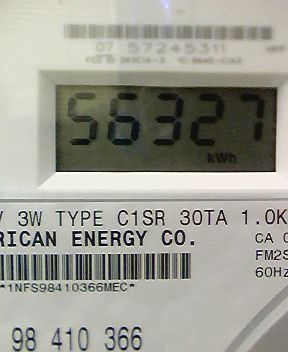 07 57245311
56327
kWh
V 3W TYPE C1SR 30TA 1.0K
RICAN ENERGY CO.
CA
FM2S
60Hz
*1NFS98410366MEC*
98 410 366